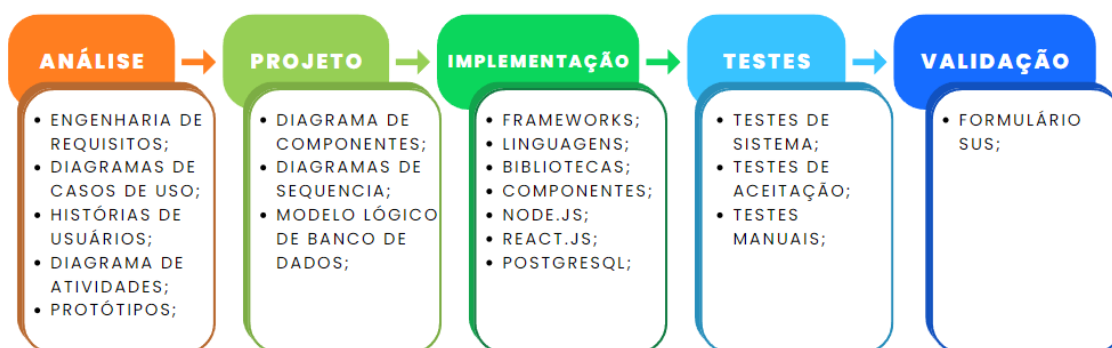 ANÁLISE
PROJETO
IMPLEMENTAÇÃO
TESTES
VALIDAÇÃO
• ENGENHARIA DE
REQUISITOS;
• DIAGRAMAS DE
CASOS DE USO;
• HISTÓRIAS DE
USUÁRIOS;
• DIAGRAMA DE
ATIVIDADES;
• PROTÓTIPOS;
• DIAGRAMA DE
COMPONENTES;
• DIAGRAMAS DE
SEQUENCIA;
• MODELO LÓGICO
DE BANCO DE
DADOS;
• FRAMEWORKS;
• LINGUAGENS;
• BIBLIOTECAS;
• COMPONENTES;
• NODE.JS;
• REACT.JS;
• POSTGRESQL;
• TESTES DE
SISTEMA;
• TESTES DE
ACEITAÇÃO;
• TESTES
MANUAIS;
• FORMULÁRIO
SUS;